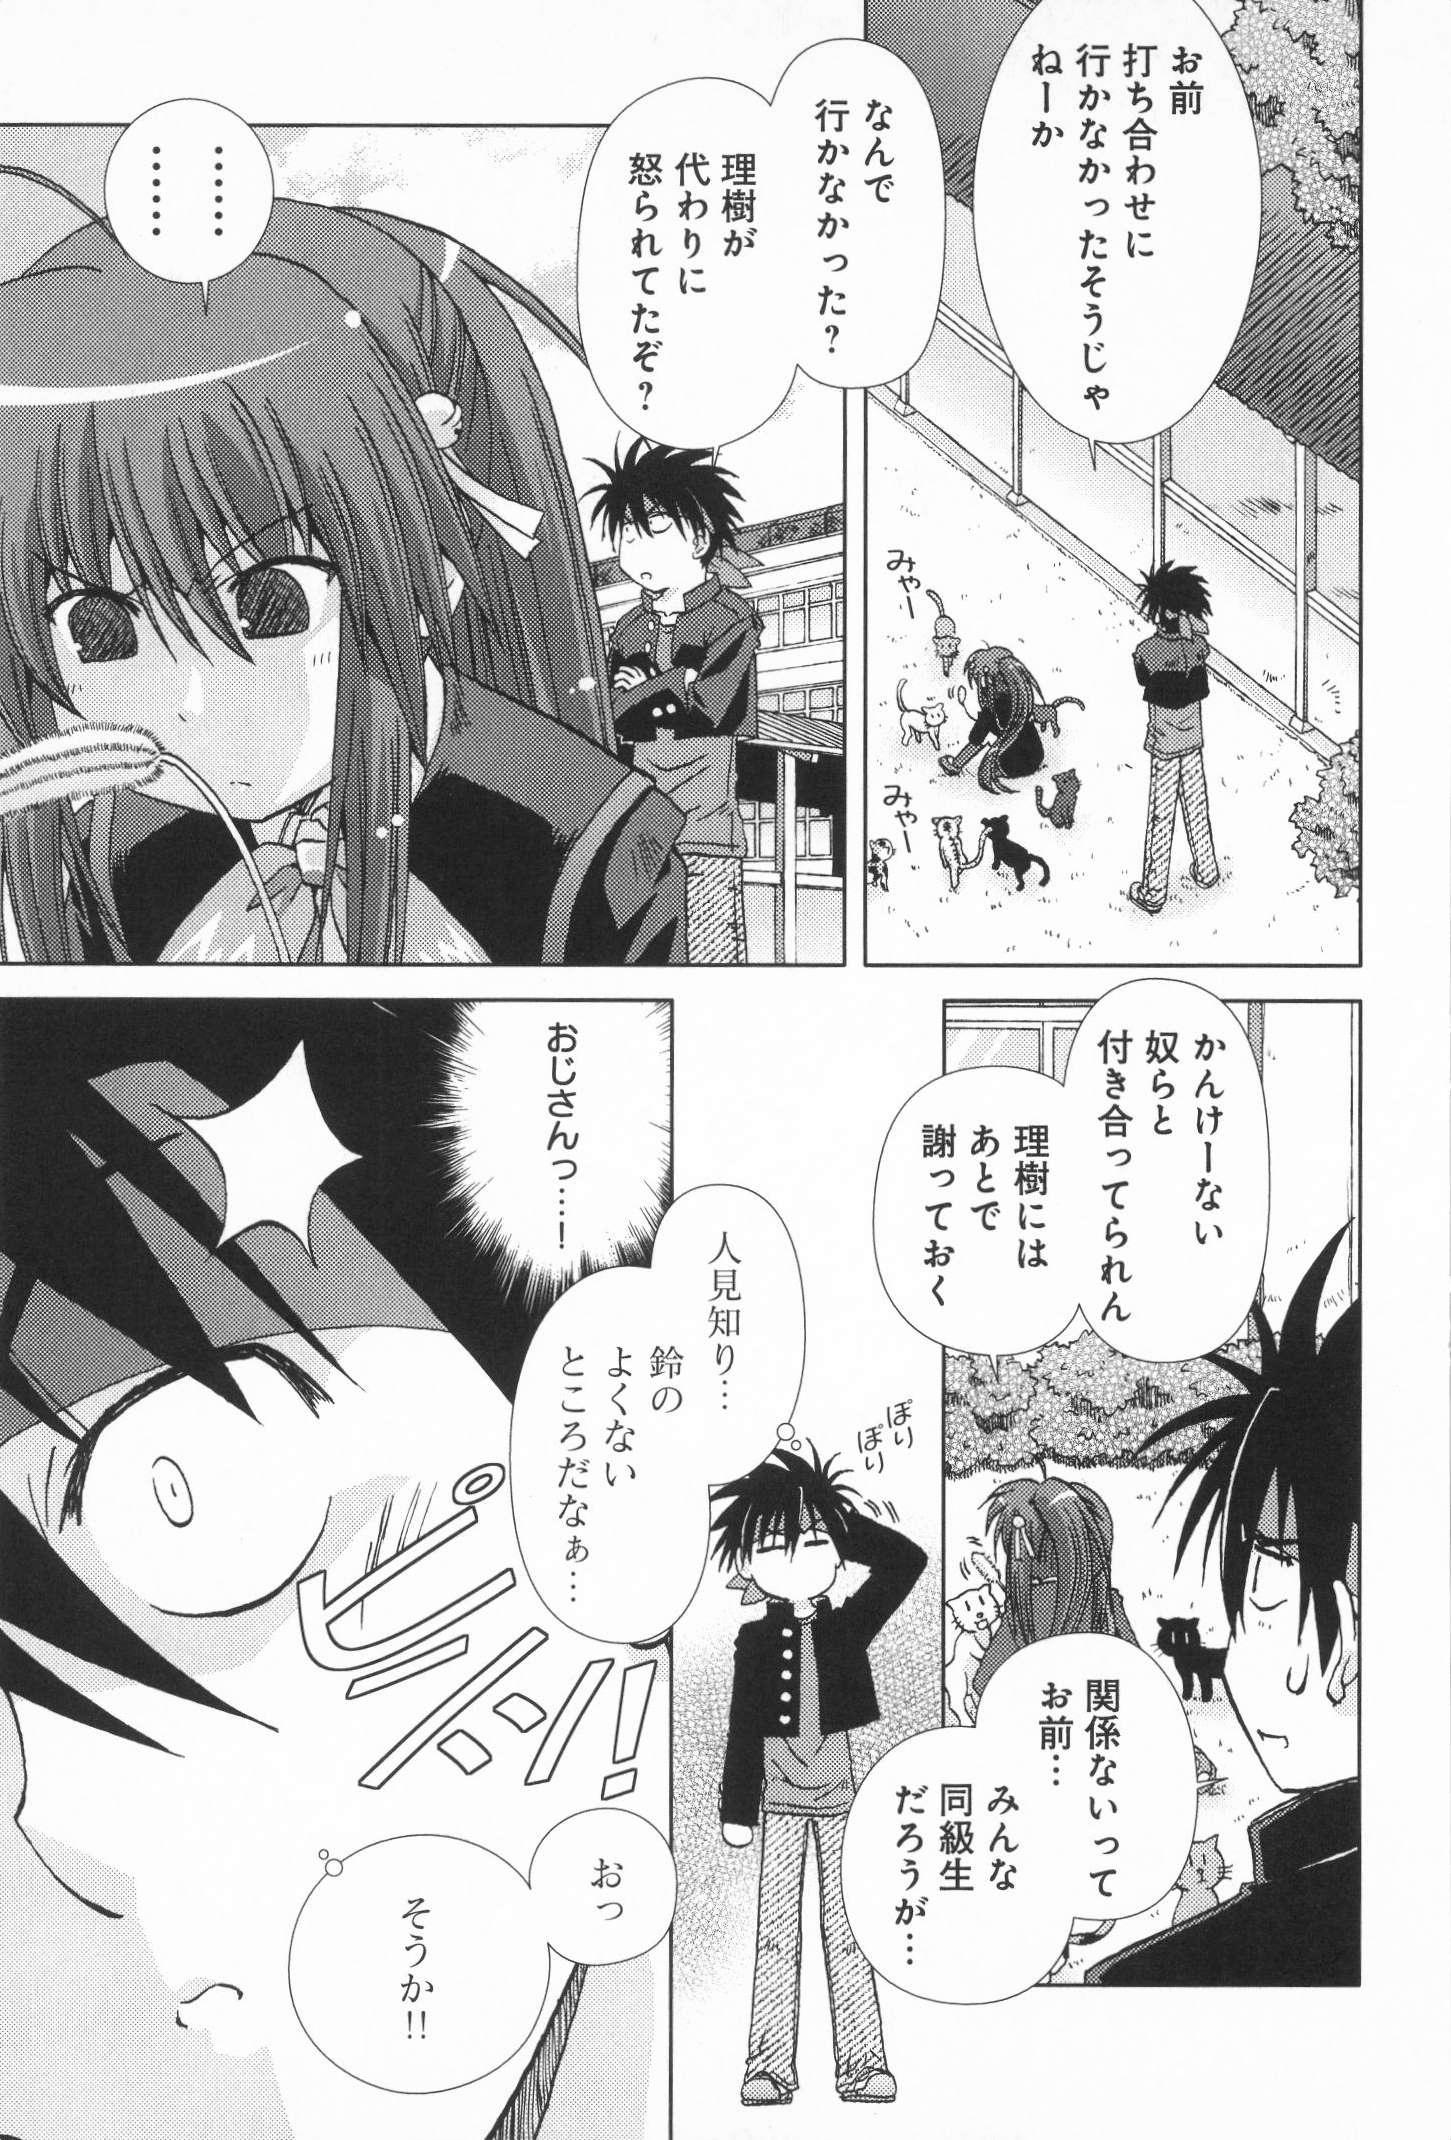 お前
打ち合わせに
行かなかったそうじゃ
ねーか
みゃー
みゃー
なんで
行かなかった?
理樹が
代わりに
怒られてたぞ?
……
……
かんけーない
奴らと
付き合ってられん
理樹には
あとで
謝っておく
関係ないって
お前…
みんな
同級生
だろうが…
ぽり
ぽり
人見知り…
鈴の
よくない
ところだなぁ…
おじさんっ…!
ピシーン!
おっ
そうか!!